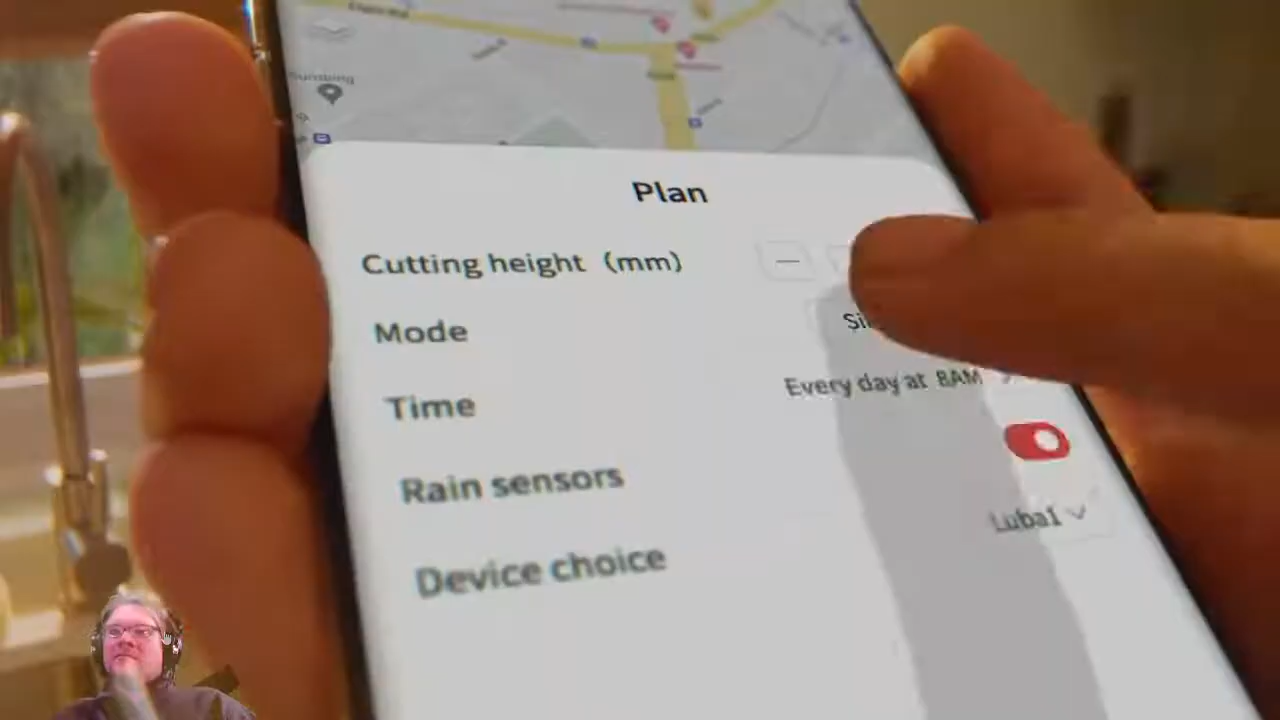 Plan
Cutting height (mm)
Mode
Time
Every day at 8AM
Rain sensors
Luba1
Device choice